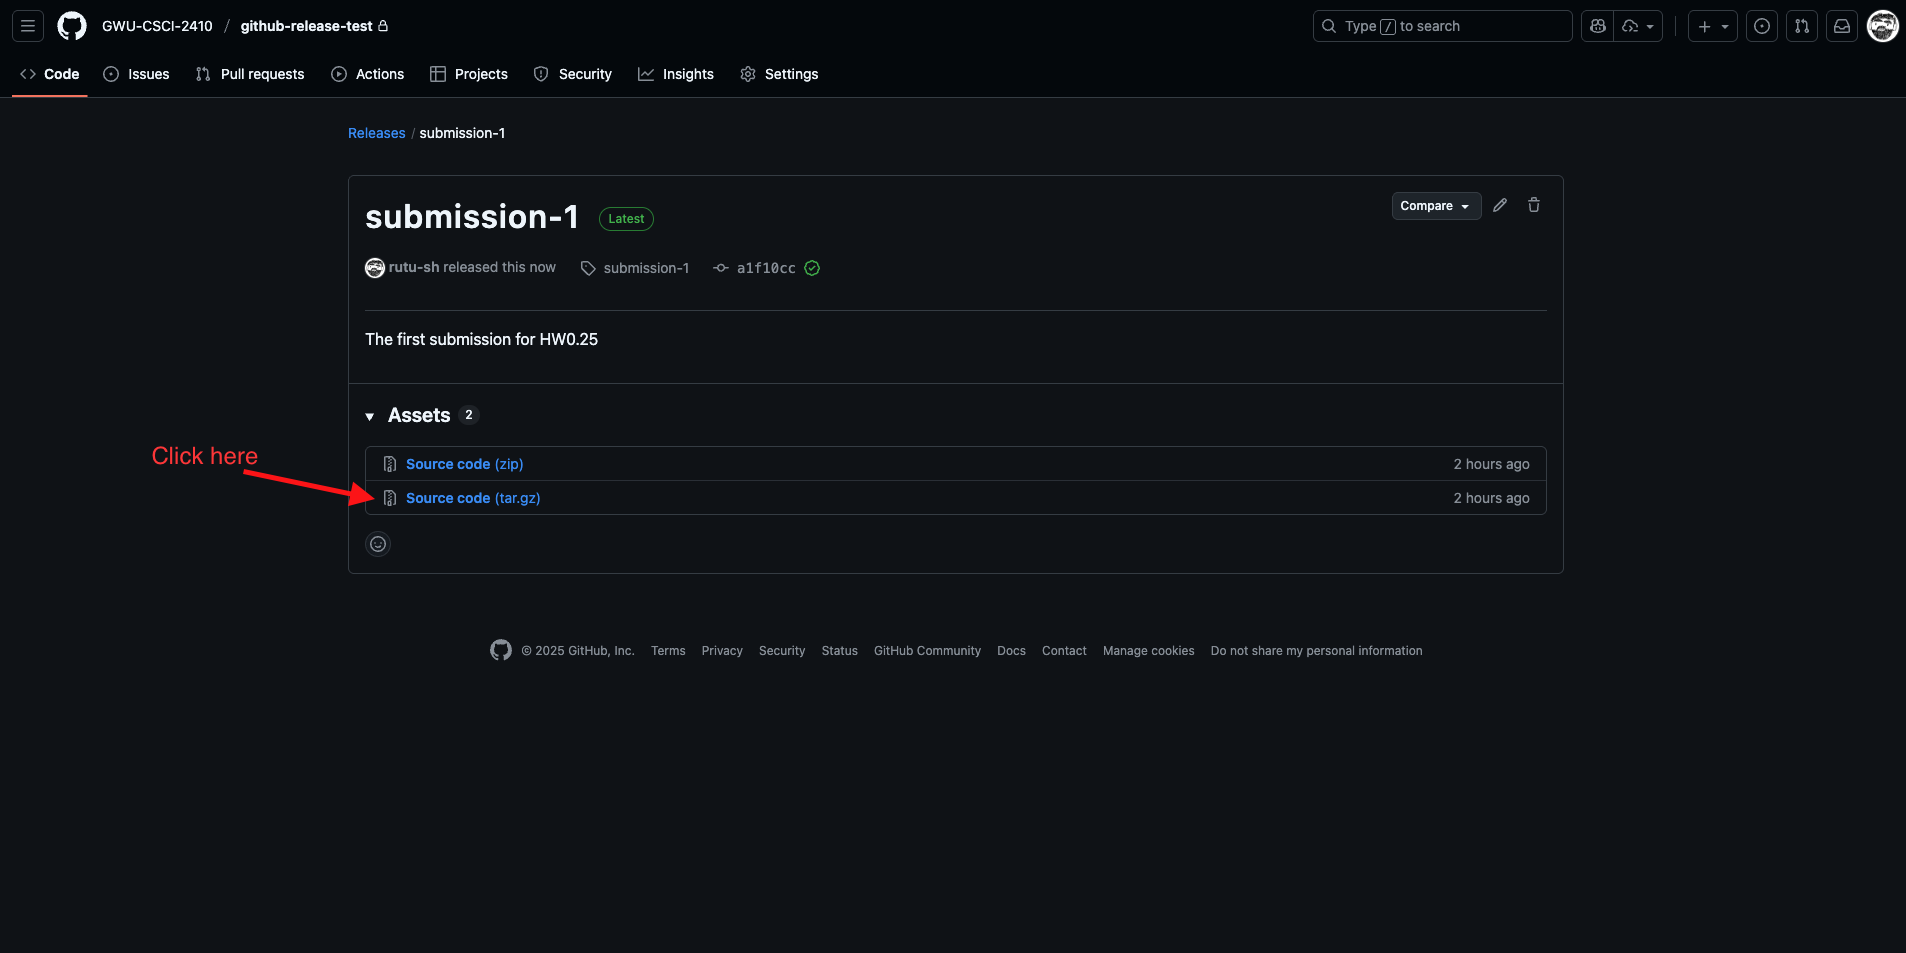 GWU-CSCI-2410 / github-release-test
Type / to search
Code Issues Pull requests Actions Projects Security Insights Settings
Releases / submission-1
submission-1 Latest
Compare
rutu-sh released this now submission-1 a1f10cc
The first submission for HW0.25
Assets 2
Click here
Source code (zip) 2 hours ago
Source code (tar.gz) 2 hours ago
© 2025 GitHub, Inc. Terms Privacy Security Status GitHub Community Docs Contact Manage cookies Do not share my personal information